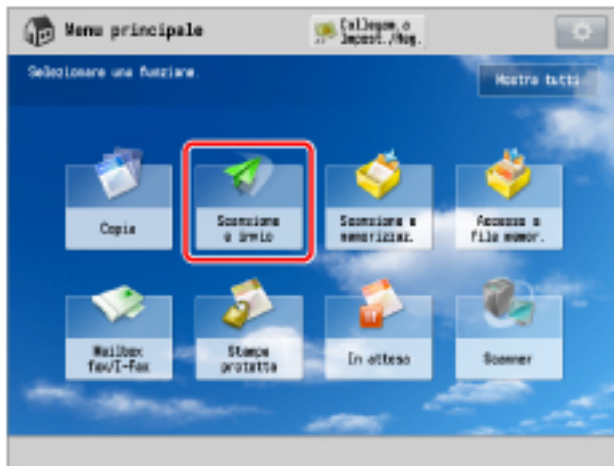 Menu principale
Collegam. a
Impost./Reg.
Selezionare una funzione.
Mostra tutti
Copia
Scansione
e invio
Scansione e
memorizzaz.
Accesso a
file memor.
Mailbox
fax/I-Fax
Stampa
protetta
In attesa
Scanner